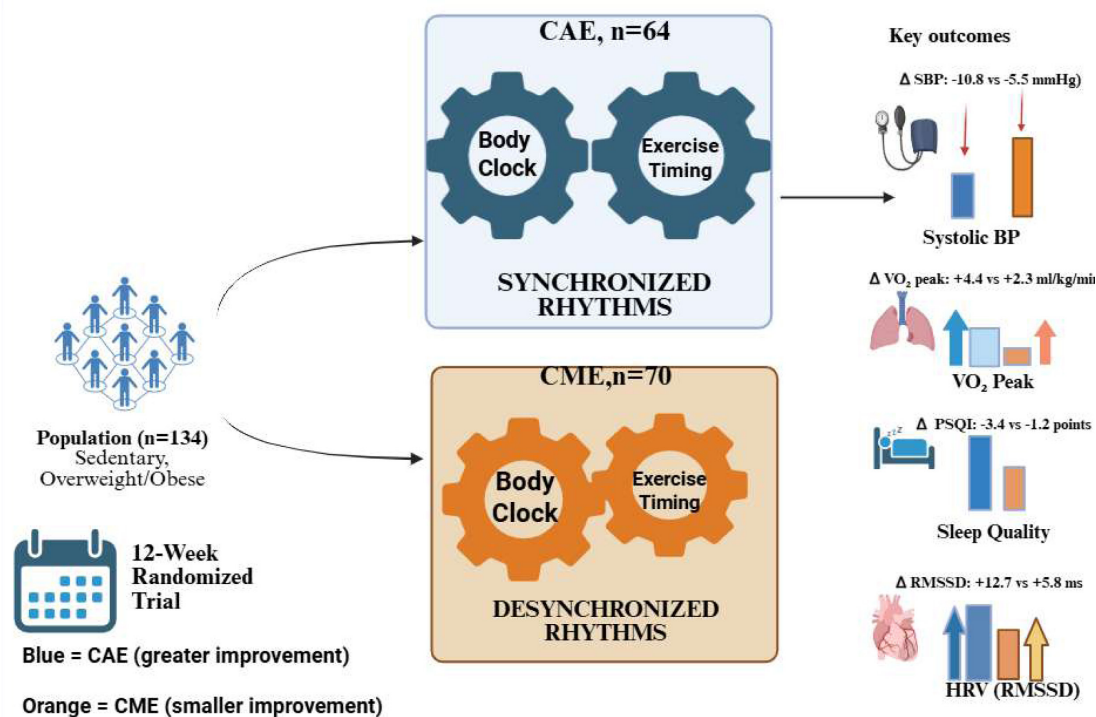 CAE, n=64
Body
Clock
Exercise
Timing
SYNCHRONIZED
RHYTHMS
CME,n=70
Body
Clock
Exercise
Timing
DESYNCHRONIZED
RHYTHMS
Population (n=134)
Sedentary,
Overweight/Obese
12-Week
Randomized
Trial
Blue = CAE (greater improvement)
Orange = CME (smaller improvement)
Key outcomes
Δ SBP: -10.8 vs -5.5 mmHg)
Systolic BP
Δ VO₂ peak: +4.4 vs +2.3 ml/kg/min
VO₂ Peak
Δ PSQI: -3.4 vs -1.2 points
zzZ
Sleep Quality
Δ RMSSD: +12.7 vs +5.8 ms
HRV (RMSSD)